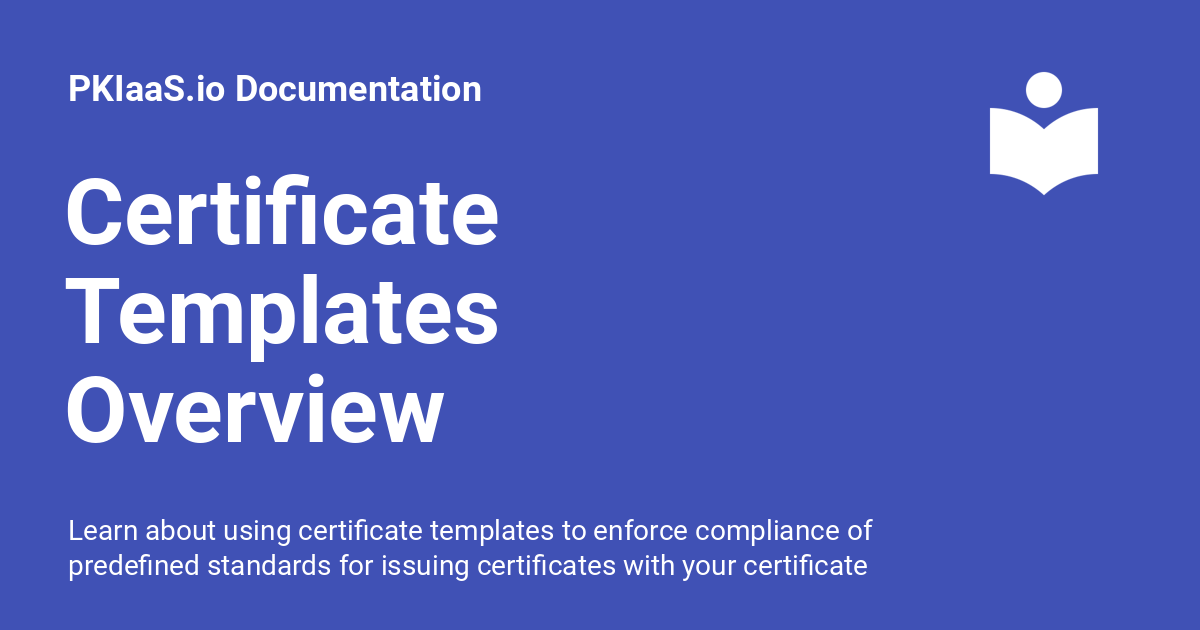 PKIaaS.io Documentation
Certificate
Templates
Overview
Learn about using certificate templates to enforce compliance of
predefined standards for issuing certificates with your certificate